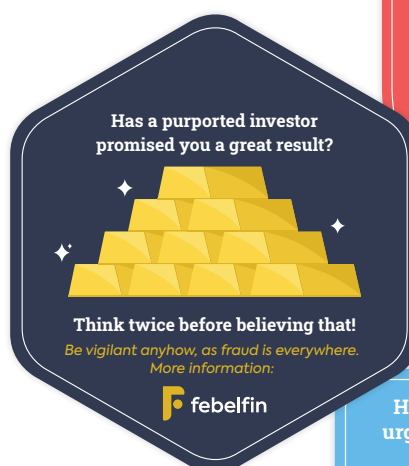 Has a purported investor
promised you a great result?
Think twice before believing that!
Be vigilant anyhow, as fraud is everywhere.
More information:
febelfin